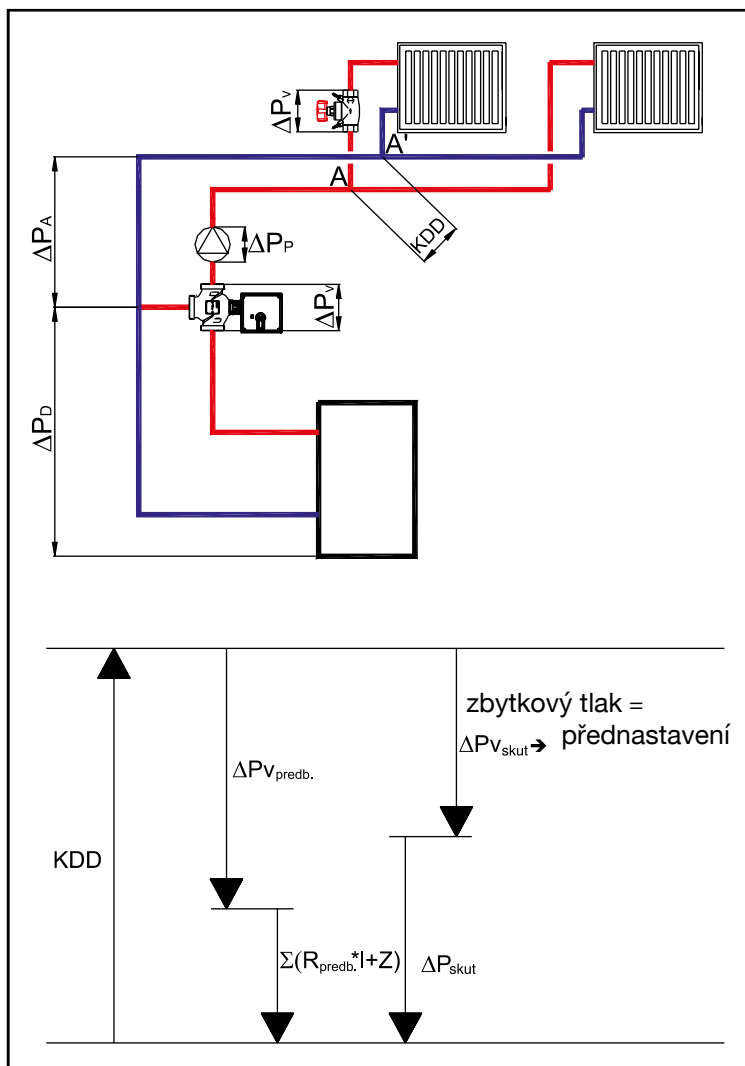 ΔPv
A'
A
KDD
ΔPA
ΔPP
ΔPv
ΔPD
zbytkový tlak =
ΔPvskut➔ přednastavení
ΔPvpredb.
KDD
Σ(Rpredb.*l+Z)
ΔPskut